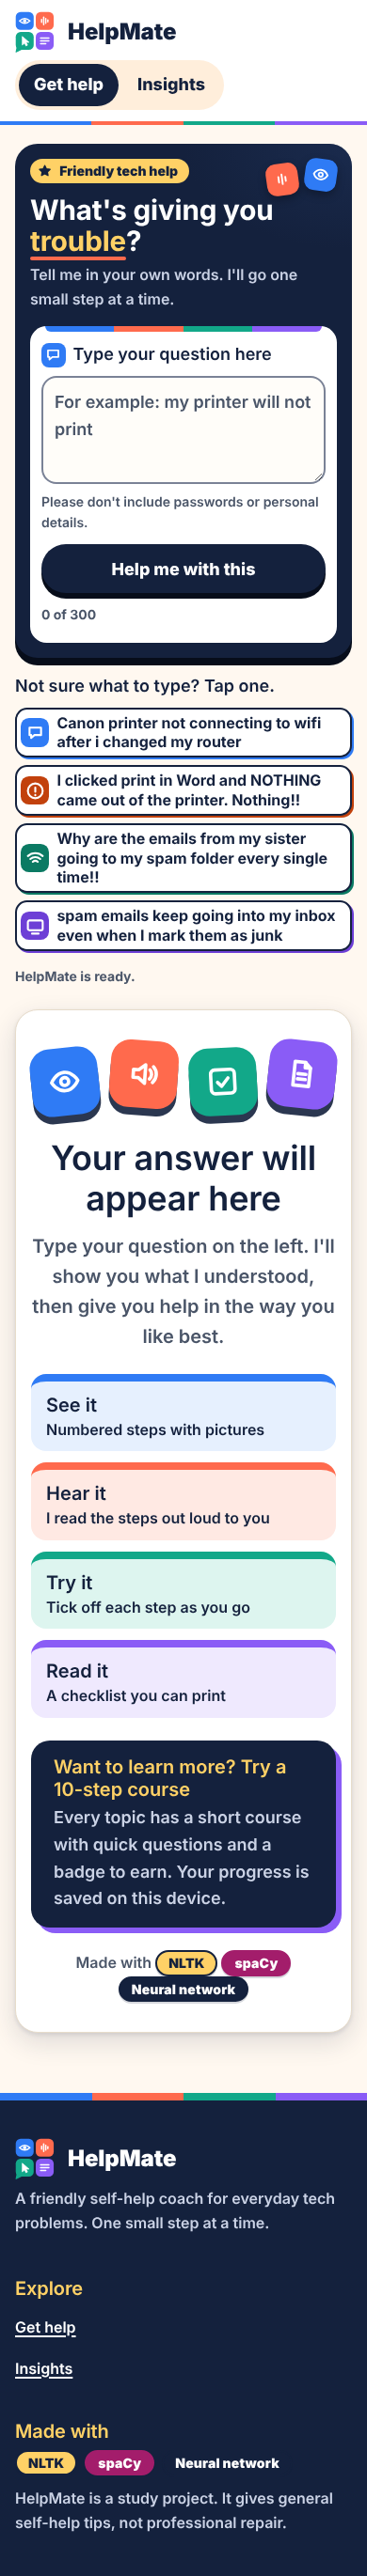 HelpMate
Get help
Insights
Friendly tech help
What's giving you
trouble?
Tell me in your own words. I'll go one
small step at a time.
Type your question here
For example: my printer will not
print
Please don't include passwords or personal
details.
Help me with this
0 of 300
Not sure what to type? Tap one.
Canon printer not connecting to wifi
after i changed my router
I clicked print in Word and NOTHING
came out of the printer. Nothing!!
Why are the emails from my sister
going to my spam folder every single
time!!
spam emails keep going into my inbox
even when I mark them as junk
HelpMate is ready.
Your answer will
appear here
Type your question on the left. I'll
show you what I understood,
then give you help in the way you
like best.
See it
Numbered steps with pictures
Hear it
I read the steps out loud to you
Try it
Tick off each step as you go
Read it
A checklist you can print
Want to learn more? Try a
10-step course
Every topic has a short course
with quick questions and a
badge to earn. Your progress is
saved on this device.
Made with NLTK spaCy
Neural network
HelpMate
A friendly self-help coach for everyday tech
problems. One small step at a time.
Explore
Get help
Insights
Made with
NLTK spaCy Neural network
HelpMate is a study project. It gives general
self-help tips, not professional repair.